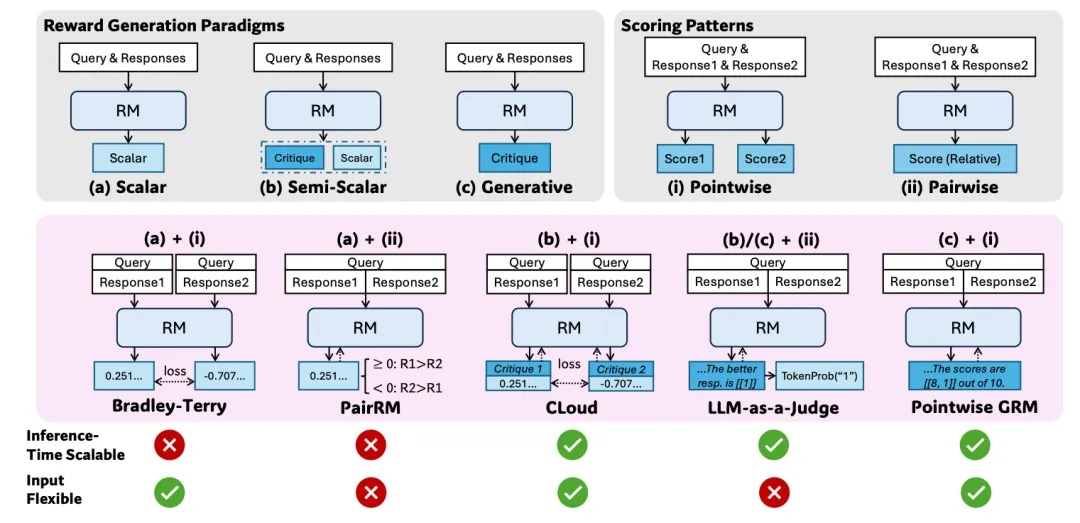 Reward Generation Paradigms
Query & Responses
RM
Scalar
(a) Scalar
Query & Responses
RM
Critique
Scalar
(b) Semi-Scalar
Query & Responses
RM
Critique
(c) Generative
Scoring Patterns
Query &
Response1 & Response2
RM
Score1
Score2
(i) Pointwise
Query &
Response1 & Response2
RM
Score (Relative)
(ii) Pairwise
(a) + (i)
Query
Query
Response1
Response2
RM
0.251...
loss
-0.707...
Bradley-Terry
(a) + (ii)
Query
Response1
Response2
RM
0.251...
≥ 0: R1>R2
< 0: R2>R1
PairRM
(b) + (i)
Query
Query
Response1
Response2
RM
Critique 1
0.251...
loss
Critique 2
-0.707...
CLoud
(b)/(c) + (ii)
Query
Response1
Response2
RM
...The better
resp. is [[1]]
TokenProb("1")
LLM-as-a-Judge
(c) + (i)
Query
Response1
Response2
RM
...The scores are
[[8, 1]] out of 10.
Pointwise GRM
Inference-
Time Scalable
Input
Flexible